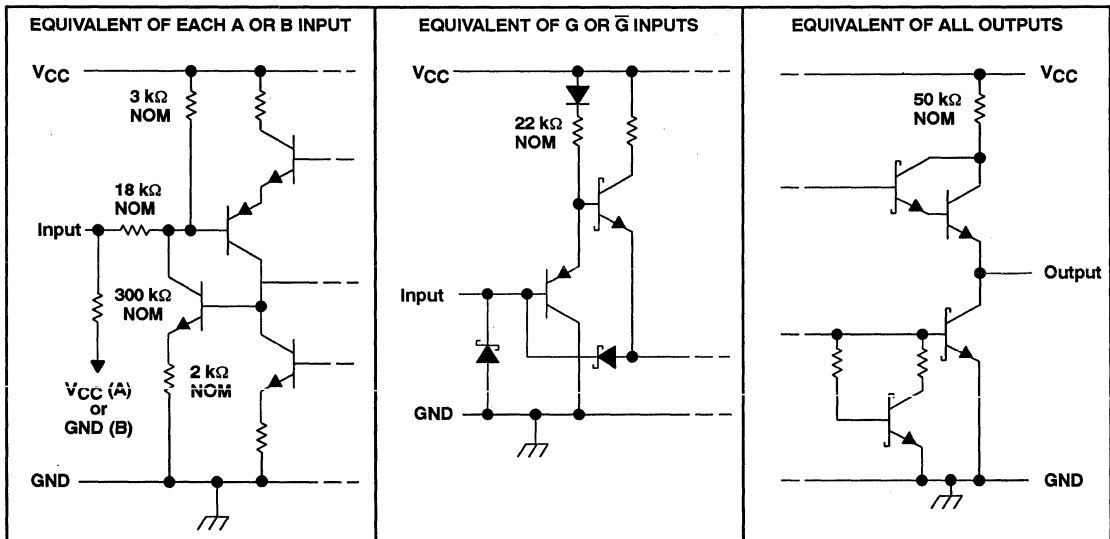 EQUIVALENT OF EACH A OR B INPUT
VCC
3 kΩ
NOM
18 kΩ
NOM
Input
300 kΩ
NOM
2 kΩ
NOM
VCC (A)
or
GND (B)
GND
EQUIVALENT OF G OR G̅ INPUTS
VCC
22 kΩ
NOM
Input
GND
EQUIVALENT OF ALL OUTPUTS
VCC
50 kΩ
NOM
Output
GND